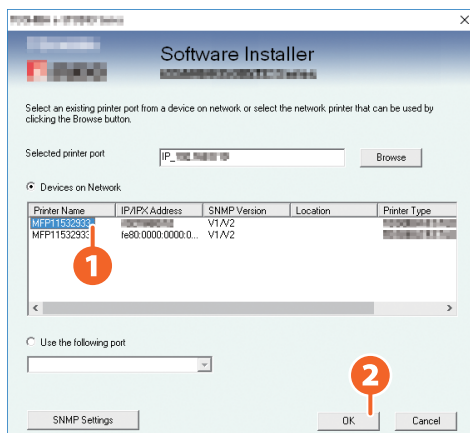 Software Installer
Select an existing printer port from a device on network or select the network printer that can be used by
clicking the Browse button.
Selected printer port
IP_
Browse
Devices on Network
Printer Name IP/IPX Address SNMP Version Location Printer Type
MFP11532933 V1/V2
MFP11532933 fe80:0000:0000:0... V1/V2
1
Use the following port
2
SNMP Settings OK Cancel